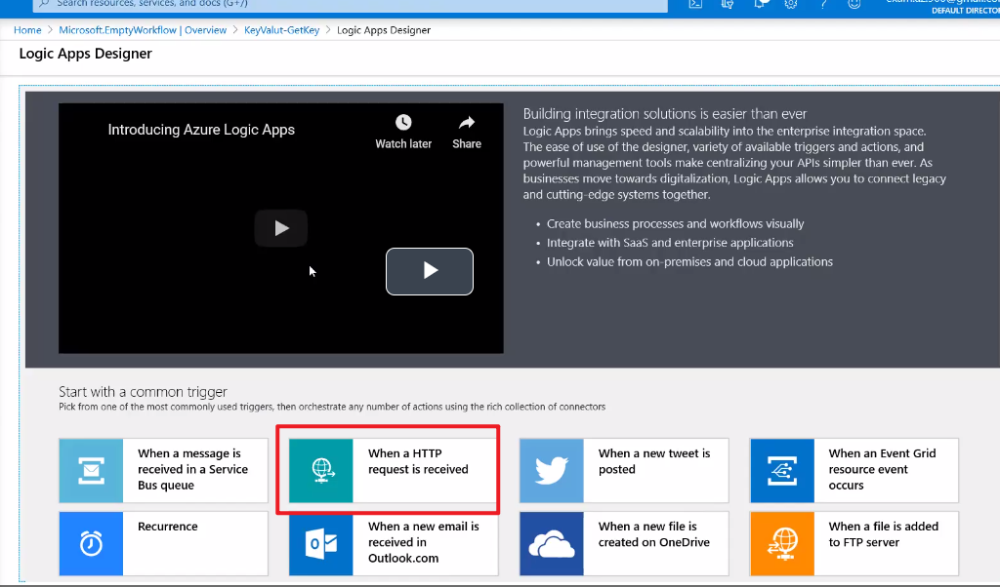 Search resources, services, and docs (G+/)
DEFAULT DIRECTO
Home > Microsoft.EmptyWorkflow | Overview > KeyValut-GetKey > Logic Apps Designer
Logic Apps Designer
Introducing Azure Logic Apps
Watch later
Share
Building integration solutions is easier than ever
Logic Apps brings speed and scalability into the enterprise integration space.
The ease of use of the designer, variety of available triggers and actions, and
powerful management tools make centralizing your APIs simpler than ever. As
businesses move towards digitalization, Logic Apps allows you to connect legacy
and cutting-edge systems together.
• Create business processes and workflows visually
• Integrate with SaaS and enterprise applications
• Unlock value from on-premises and cloud applications
Start with a common trigger
Pick from one of the most commonly used triggers, then orchestrate any number of actions using the rich collection of connectors
When a message is
received in a Service
Bus queue
When a HTTP
request is received
When a new tweet is
posted
When an Event Grid
resource event
occurs
Recurrence
When a new email is
received in
Outlook.com
When a new file is
created on OneDrive
When a file is added
to FTP server